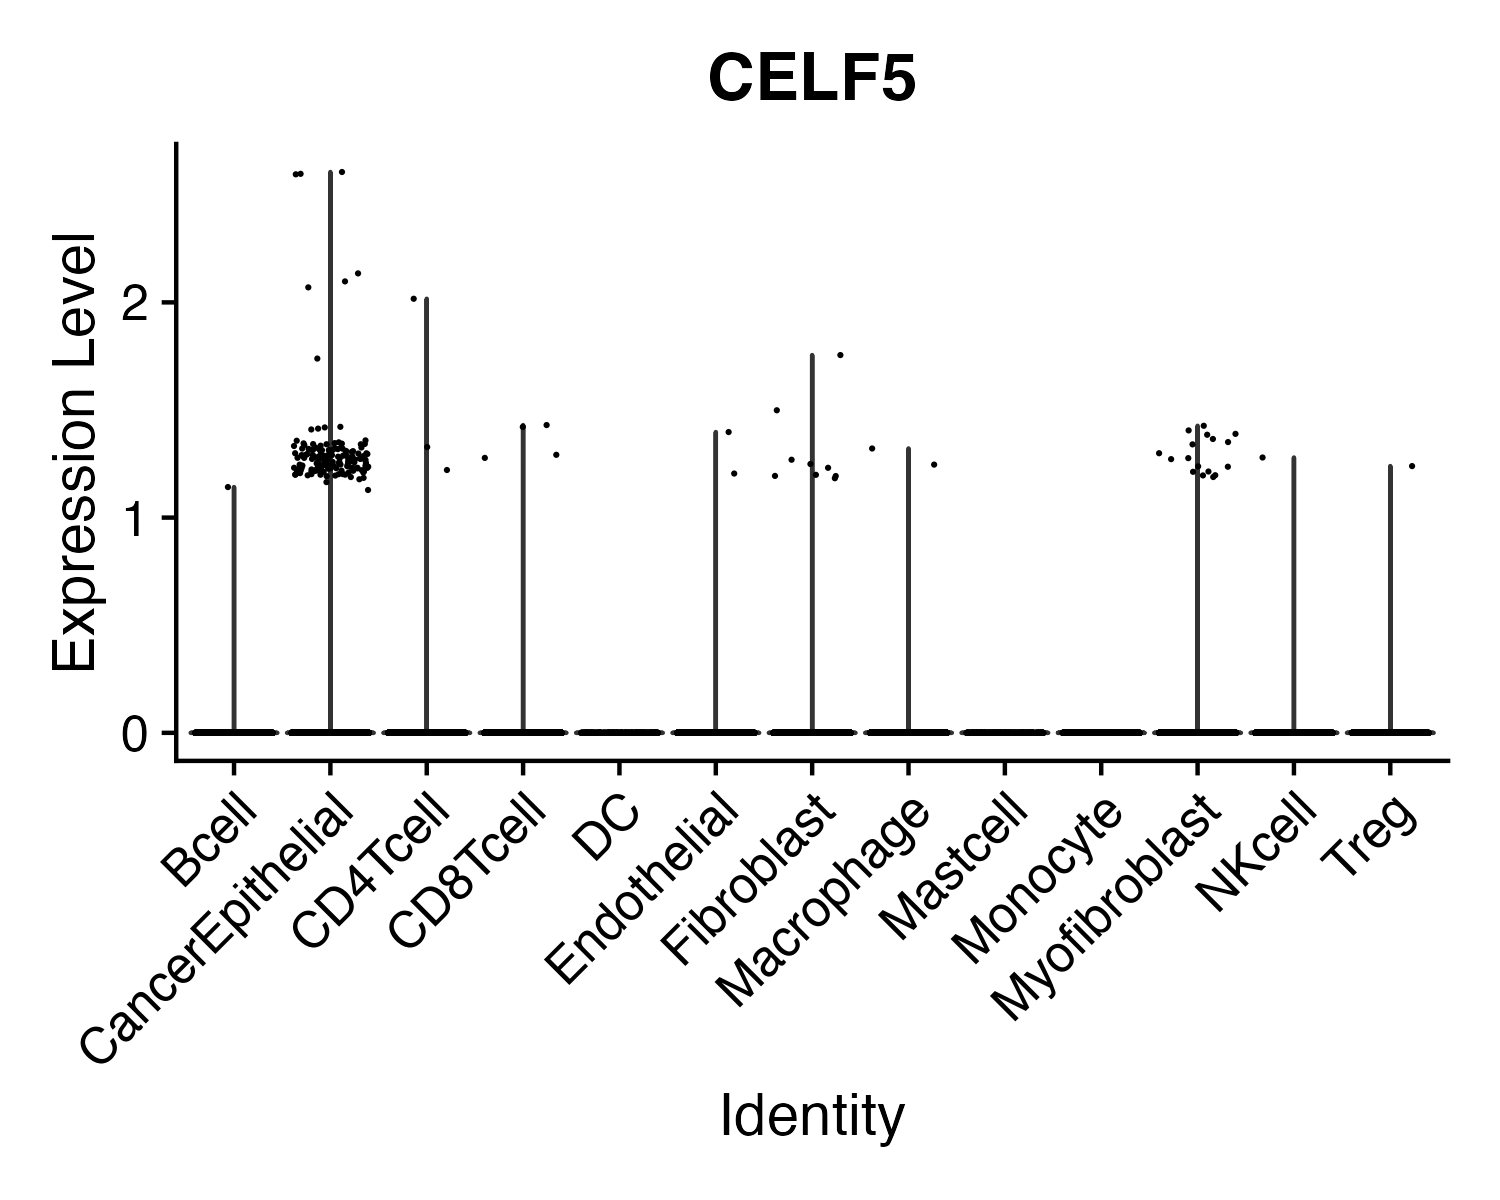 CELF5
Expression Level
2
1
0
Bcell
CancerEpithelial
CD4Tcell
CD8Tcell
DC
Endothelial
Fibroblast
Macrophage
Mastcell
Monocyte
Myofibroblast
NKcell
Treg
Identity